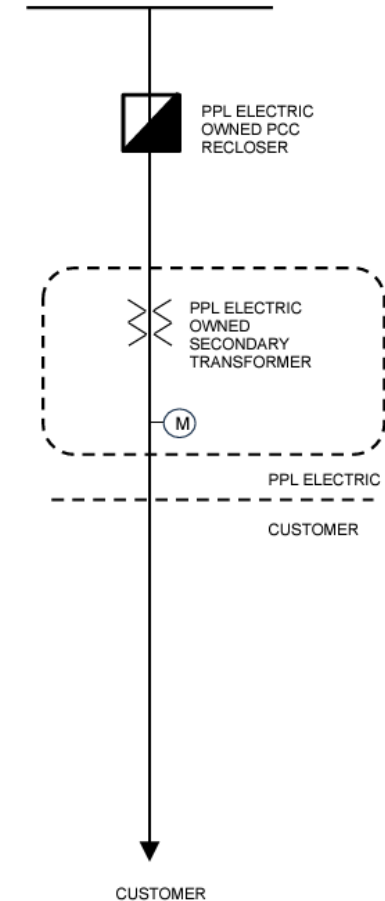 PPL ELECTRIC
OWNED PCC
RECLOSER
PPL ELECTRIC
OWNED
SECONDARY
TRANSFORMER
M
PPL ELECTRIC
CUSTOMER
CUSTOMER